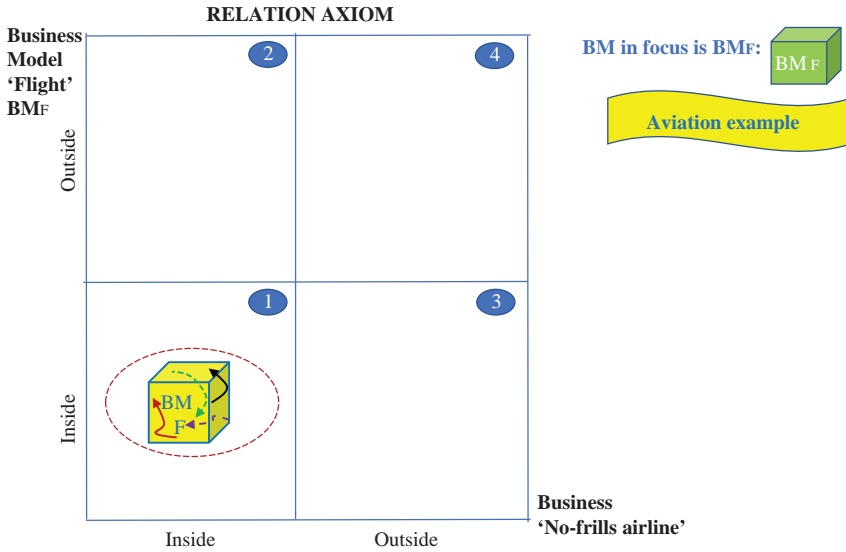 RELATION AXIOM
Business
Model
‘Flight’
BMF
Outside
Inside
2
4
1
3
BM
F
Inside
Outside
Business
‘No-frills airline’
BM in focus is BMF:
BM F
Aviation example